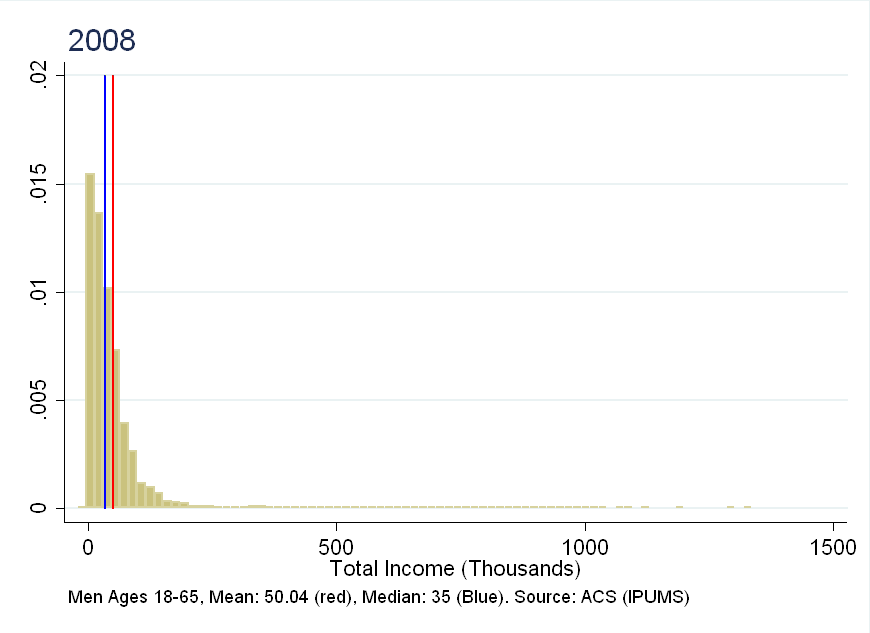 2008
.02
.015
.01
.005
0
0 500 1000 1500
Total Income (Thousands)
Men Ages 18-65, Mean: 50.04 (red), Median: 35 (Blue). Source: ACS (IPUMS)